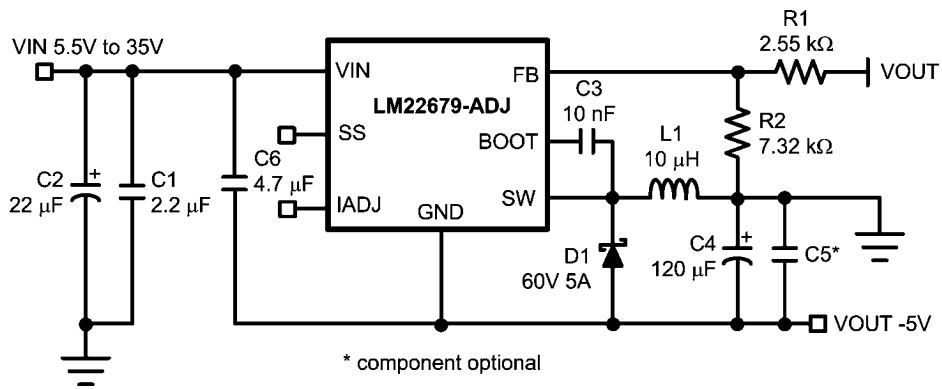 VIN 5.5V to 35V
VIN
FB
LM22679-ADJ
SS
BOOT
IADJ
GND
SW
R1
2.55 kΩ
VOUT
C3
10 nF
R2
7.32 kΩ
L1
10 µH
C2
22 µF
C1
2.2 µF
C6
4.7 µF
D1
60V 5A
C4
120 µF
+
+
C5*
VOUT -5V
* component optional